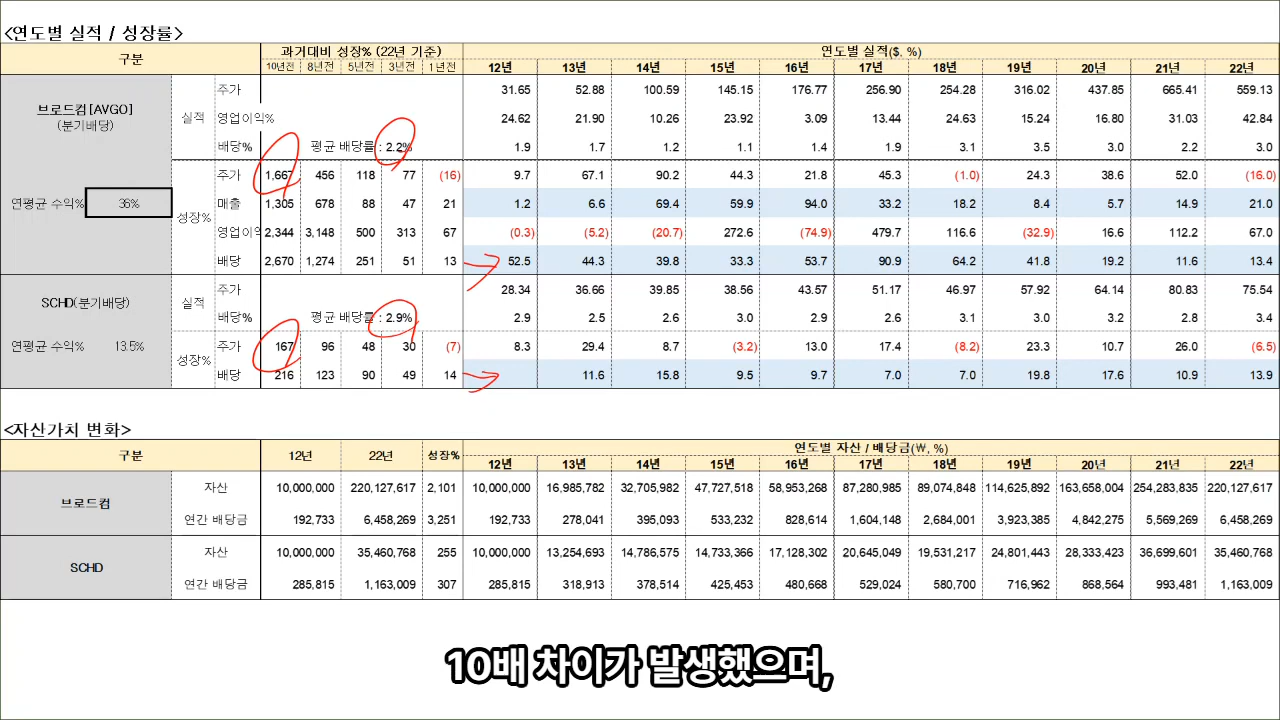 <연도별 실적 / 성장률>
구분 과거대비 성장% (22년 기준) 연도별 실적($. %)
10년전 8년전 5년전 3년전 1년전 12년 13년 14년 15년 16년 17년 18년 19년 20년 21년 22년
브로드컴[AVGO]
(분기배당)
실적 주가 31.65 52.88 100.59 145.15 176.77 256.90 254.28 316.02 437.85 665.41 559.13
영업이익% 24.62 21.90 10.26 23.92 3.09 13.44 24.63 15.24 16.80 31.03 42.84
배당% 평균 배당률 : 2.2% 1.9 1.7 1.2 1.1 1.4 1.9 3.1 3.5 3.0 2.2 3.0
연평균 수익% 36%
성장% 주가 1,667 456 118 77 (16) 9.7 67.1 90.2 44.3 21.8 45.3 (1.0) 24.3 38.6 52.0 (16.0)
매출 1,305 678 88 47 21 1.2 6.6 69.4 59.9 94.0 33.2 18.2 8.4 5.7 14.9 21.0
영업이익 2,344 3,148 500 313 67 (0.3) (5.2) (20.7) 272.6 (74.9) 479.7 116.6 (32.9) 16.6 112.2 67.0
배당 2,670 1,274 251 51 13 52.5 44.3 39.8 33.3 53.7 90.9 64.2 41.8 19.2 11.6 13.4
SCHD(분기배당)
실적 주가 28.34 36.66 39.85 38.56 43.57 51.17 46.97 57.92 64.14 80.83 75.54
배당% 평균 배당률 : 2.9% 2.9 2.5 2.6 3.0 2.9 2.6 3.1 3.0 3.2 2.8 3.4
연평균 수익% 13.5%
성장% 주가 167 96 48 30 (7) 8.3 29.4 8.7 (3.2) 13.0 17.4 (8.2) 23.3 10.7 26.0 (6.5)
배당 216 123 90 49 14 11.6 15.8 9.5 9.7 7.0 7.0 19.8 17.6 10.9 13.9
<자산가치 변화>
구분 12년 22년 성장% 연도별 자산 / 배당금(₩, %)
12년 13년 14년 15년 16년 17년 18년 19년 20년 21년 22년
브로드컴
자산 10,000,000 220,127,617 2,101 10,000,000 16,985,782 32,705,982 47,727,518 58,953,268 87,280,985 89,074,848 114,625,892 163,658,004 254,283,835 220,127,617
연간 배당금 192,733 6,458,269 3,251 192,733 278,041 395,093 533,232 828,614 1,604,148 2,684,001 3,923,385 4,842,275 5,569,269 6,458,269
SCHD
자산 10,000,000 35,460,768 255 10,000,000 13,254,693 14,786,575 14,733,366 17,128,302 20,645,049 19,531,217 24,801,443 28,333,423 36,699,601 35,460,768
연간 배당금 285,815 1,163,009 307 285,815 318,913 378,514 425,453 480,668 529,024 580,700 716,962 868,564 993,481 1,163,009
10배 차이가 발생했으며,